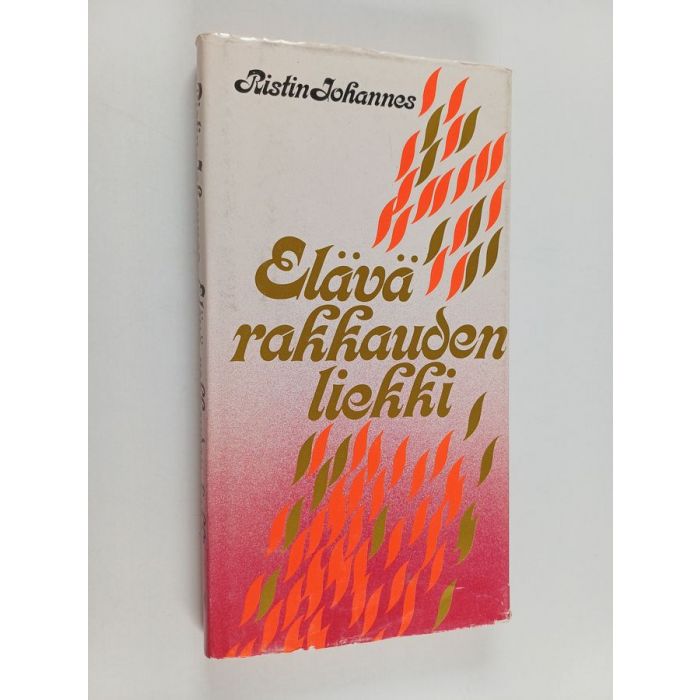 Ristin Johannes
Elävä
rakkauden
liekki